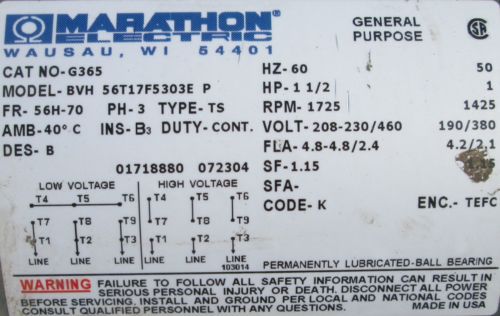 MARATHON ELECTRIC
WAUSAU, WI 54401
GENERAL PURPOSE
CAT NO-G365
MODEL- BVH 56T17F5303E P
FR- 56H-70 PH-3 TYPE-TS
AMB-40° C INS-B3 DUTY-CONT.
DES- B
01718880 072304
HZ-60 50
HP-1 1/2 1
RPM-1725 1425
VOLT-208-230/460 190/380
FLA-4.8-4.8/2.4 4.2/2.1
SF-1.15
SFA-
CODE-K ENC.- TEFC
LOW VOLTAGE HIGH VOLTAGE
T4 T5 T6 T4 T5 T6
T7 T8 T9 T7 T8 T9
T1 T2 T3 T1 T2 T3
LINE LINE LINE LINE LINE LINE
103014
PERMANENTLY LUBRICATED-BALL BEARING
WARNING FAILURE TO FOLLOW ALL SAFETY INFORMATION CAN RESULT IN
SERIOUS PERSONAL INJURY OR DEATH. DISCONNECT ALL POWER
BEFORE SERVICING. INSTALL AND GROUND PER LOCAL AND NATIONAL CODES
CONSULT QUALIFIED PERSONNEL WITH ANY QUESTIONS. MADE IN USA